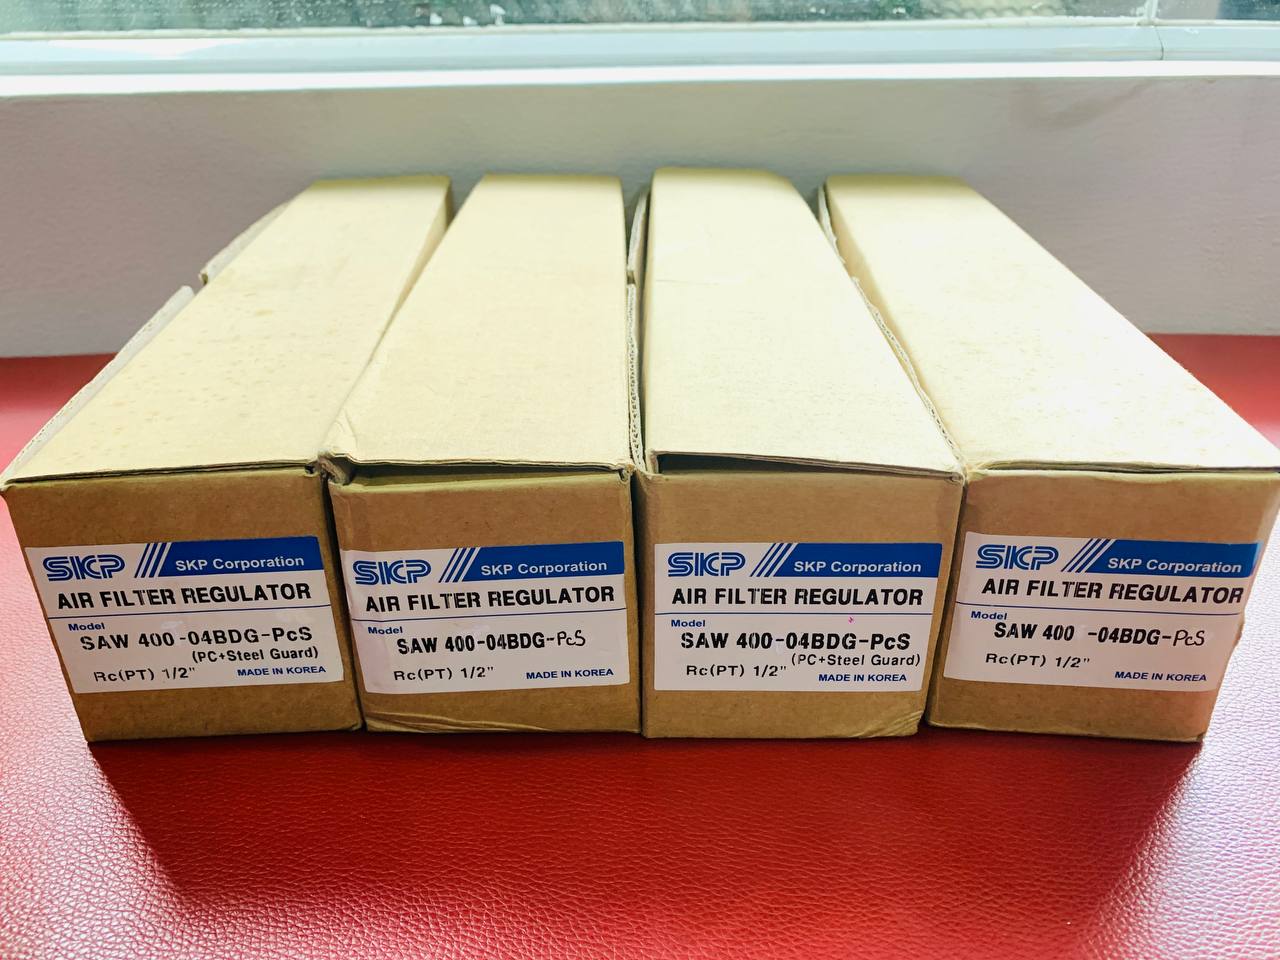 SKP SKP Corporation
AIR FILTER REGULATOR
Model
SAW 400-04BDG-PcS
(PC+Steel Guard)
Rc(PT) 1/2"
MADE IN KOREA
SKP SKP Corporation
AIR FILTER REGULATOR
Model
SAW 400-04BDG-PcS
Rc(PT) 1/2"
MADE IN KOREA
SKP SKP Corporation
AIR FILTER REGULATOR
Model
SAW 400-04BDG-PcS
(PC+Steel Guard)
Rc(PT) 1/2"
MADE IN KOREA
SKP SKP Corporation
AIR FILTER REGULATOR
Model
SAW 400 -04BDG-PcS
Rc(PT) 1/2"
MADE IN KOREA